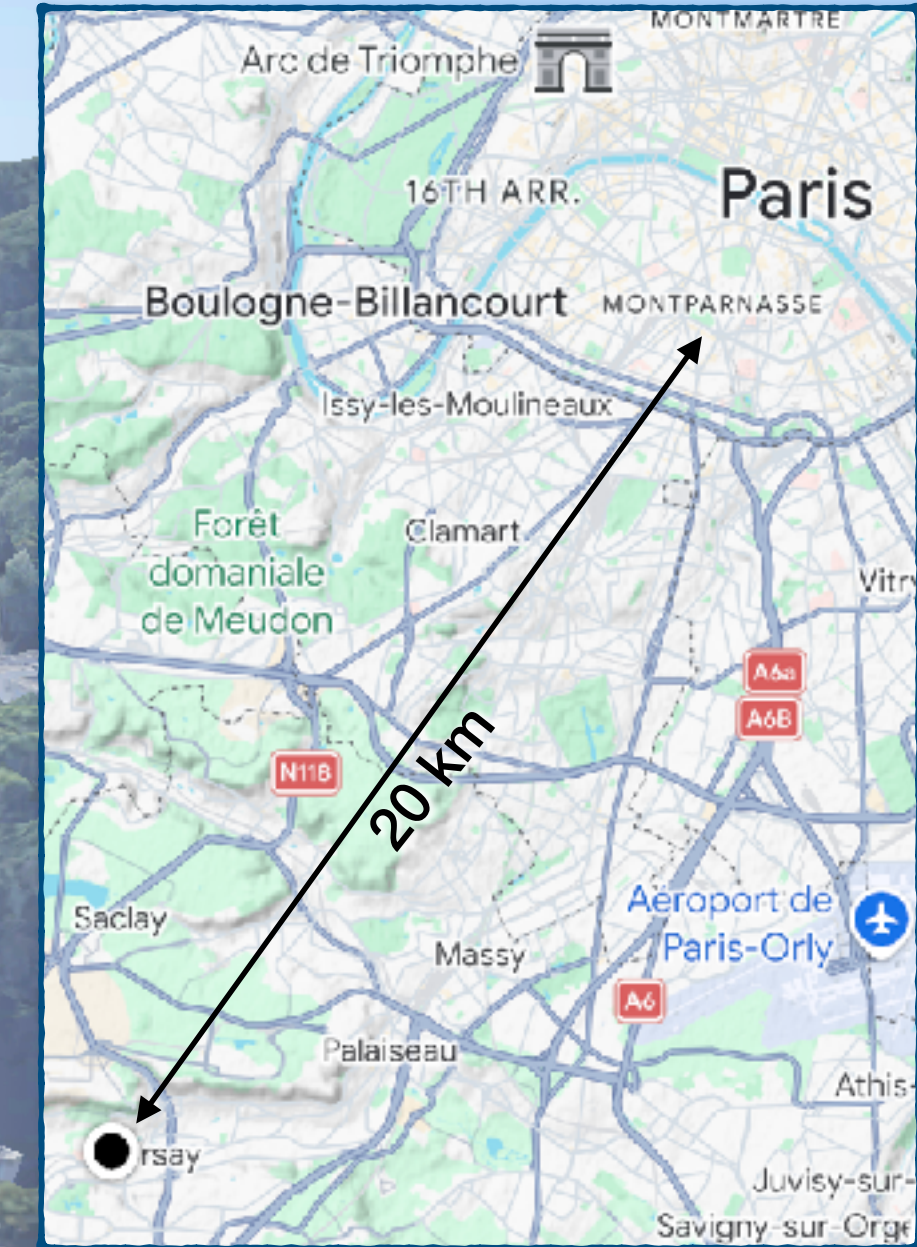 MONTMARTRE
Arc de Triomphe
16TH ARR.
Paris
Boulogne-Billancourt
MONTPARNASSE
Issy-les-Moulineaux
Forêt
domaniale
de Meudon
Clamart
Vitry
A6a
A6B
N118
20 km
Saclay
Aéroport de
Paris-Orly
Massy
A6
Palaiseau
Athis-
rsay
Juvisy-sur-
Savigny-sur-Orge